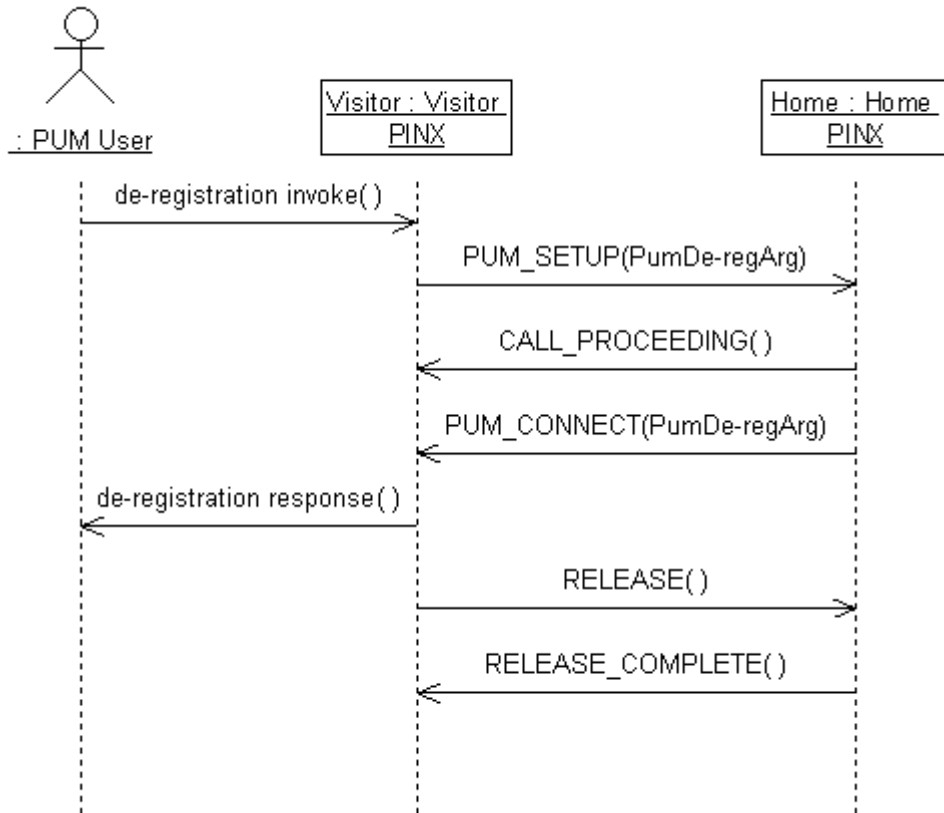 : PUM User
Visitor : Visitor
PINX
Home : Home
PINX
de-registration invoke( )
PUM_SETUP(PumDe-regArg)
CALL_PROCEEDING( )
PUM_CONNECT(PumDe-regArg)
de-registration response( )
RELEASE( )
RELEASE_COMPLETE( )